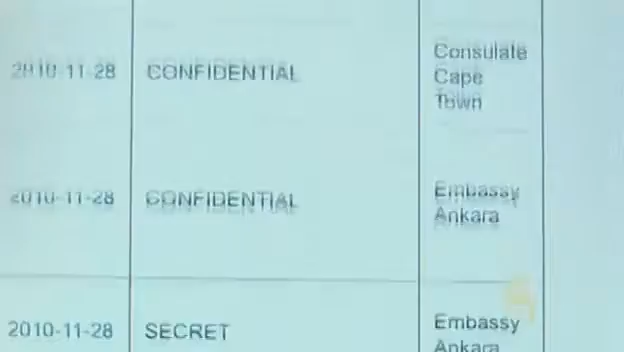 2010-11-28 CONFIDENTIAL Consulate
Cape
Town
2010-11-28 CONFIDENTIAL Embassy
Ankara
2010-11-28 SECRET Embassy
Ankara